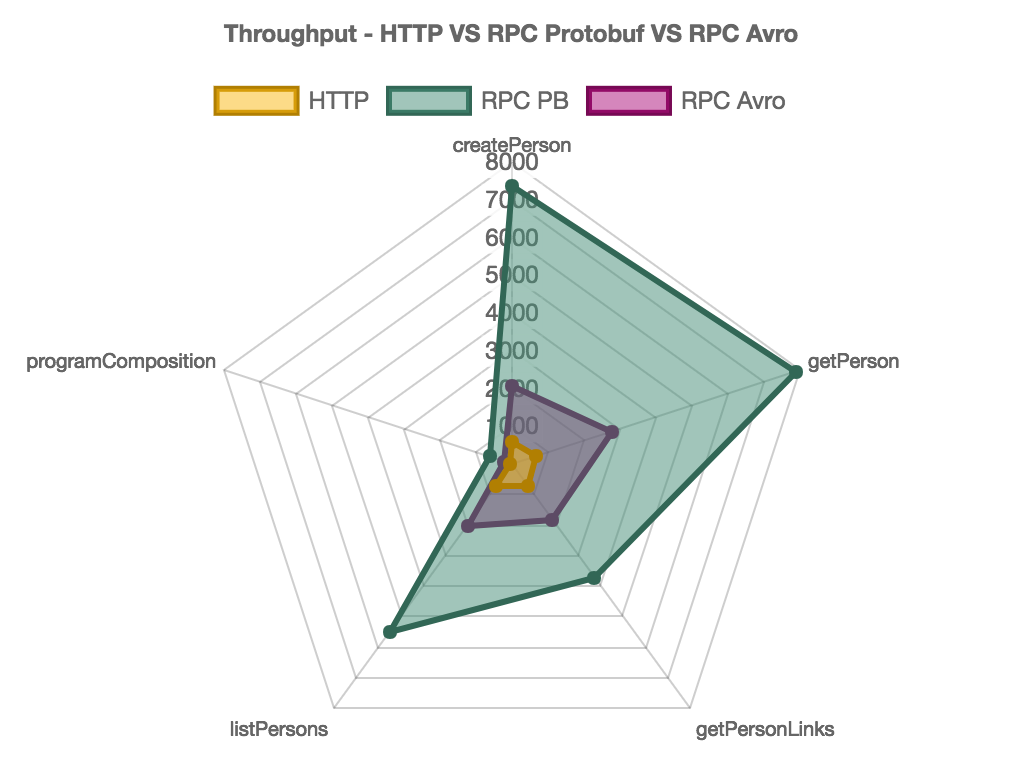 Throughput - HTTP VS RPC Protobuf VS RPC Avro
HTTP RPC PB RPC Avro
createPerson
8000
7000
6000
5000
4000
3000
2000
1000
programComposition
getPerson
listPersons
getPersonLinks